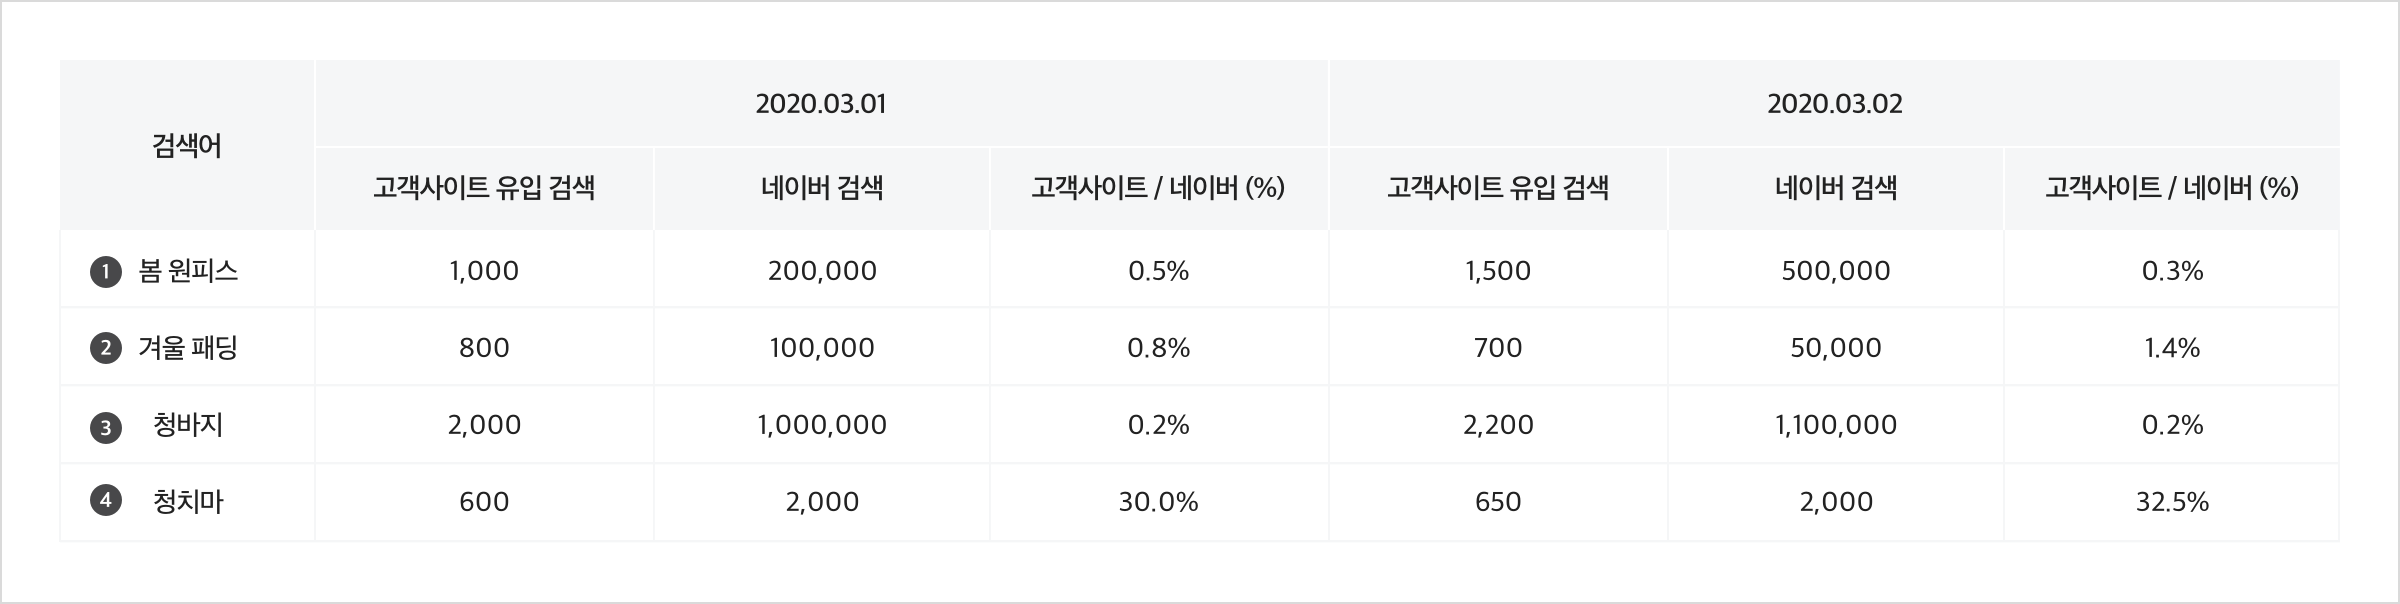 검색어 2020.03.01 2020.03.02
고객사이트 유입 검색 네이버 검색 고객사이트 / 네이버 (%) 고객사이트 유입 검색 네이버 검색 고객사이트 / 네이버 (%)
1 봄 원피스 1,000 200,000 0.5% 1,500 500,000 0.3%
2 겨울 패딩 800 100,000 0.8% 700 50,000 1.4%
3 청바지 2,000 1,000,000 0.2% 2,200 1,100,000 0.2%
4 청치마 600 2,000 30.0% 650 2,000 32.5%